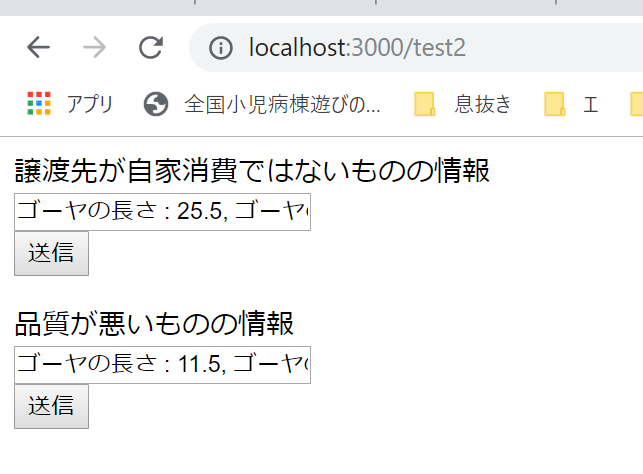 localhost:3000/test2
アプリ 全国小児病棟遊びの... 息抜き エ
譲渡先が自家消費ではないものの情報
ゴーヤの長さ : 25.5, ゴーヤ
送信
品質が悪いものの情報
ゴーヤの長さ : 11.5, ゴーヤ
送信